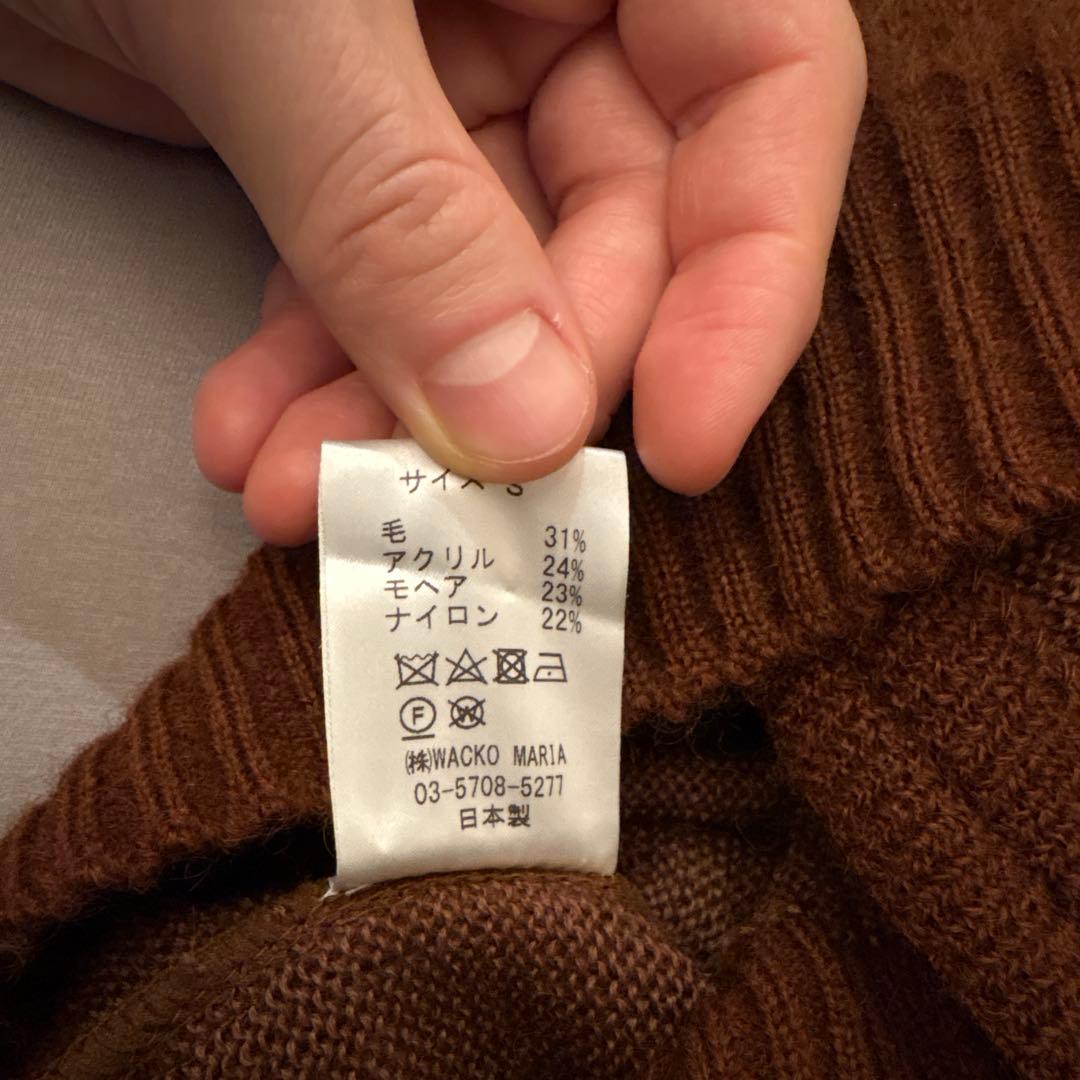 サイズ S
毛 31%
アクリル 24%
モヘア 23%
ナイロン 22%
F W
㈱WACKO MARIA
03-5708-5277
日本製